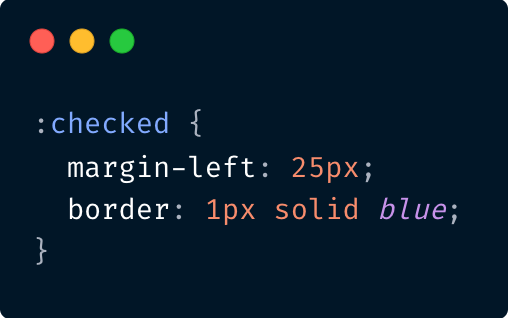 :checked {
  margin-left: 25px;
  border: 1px solid blue;
}